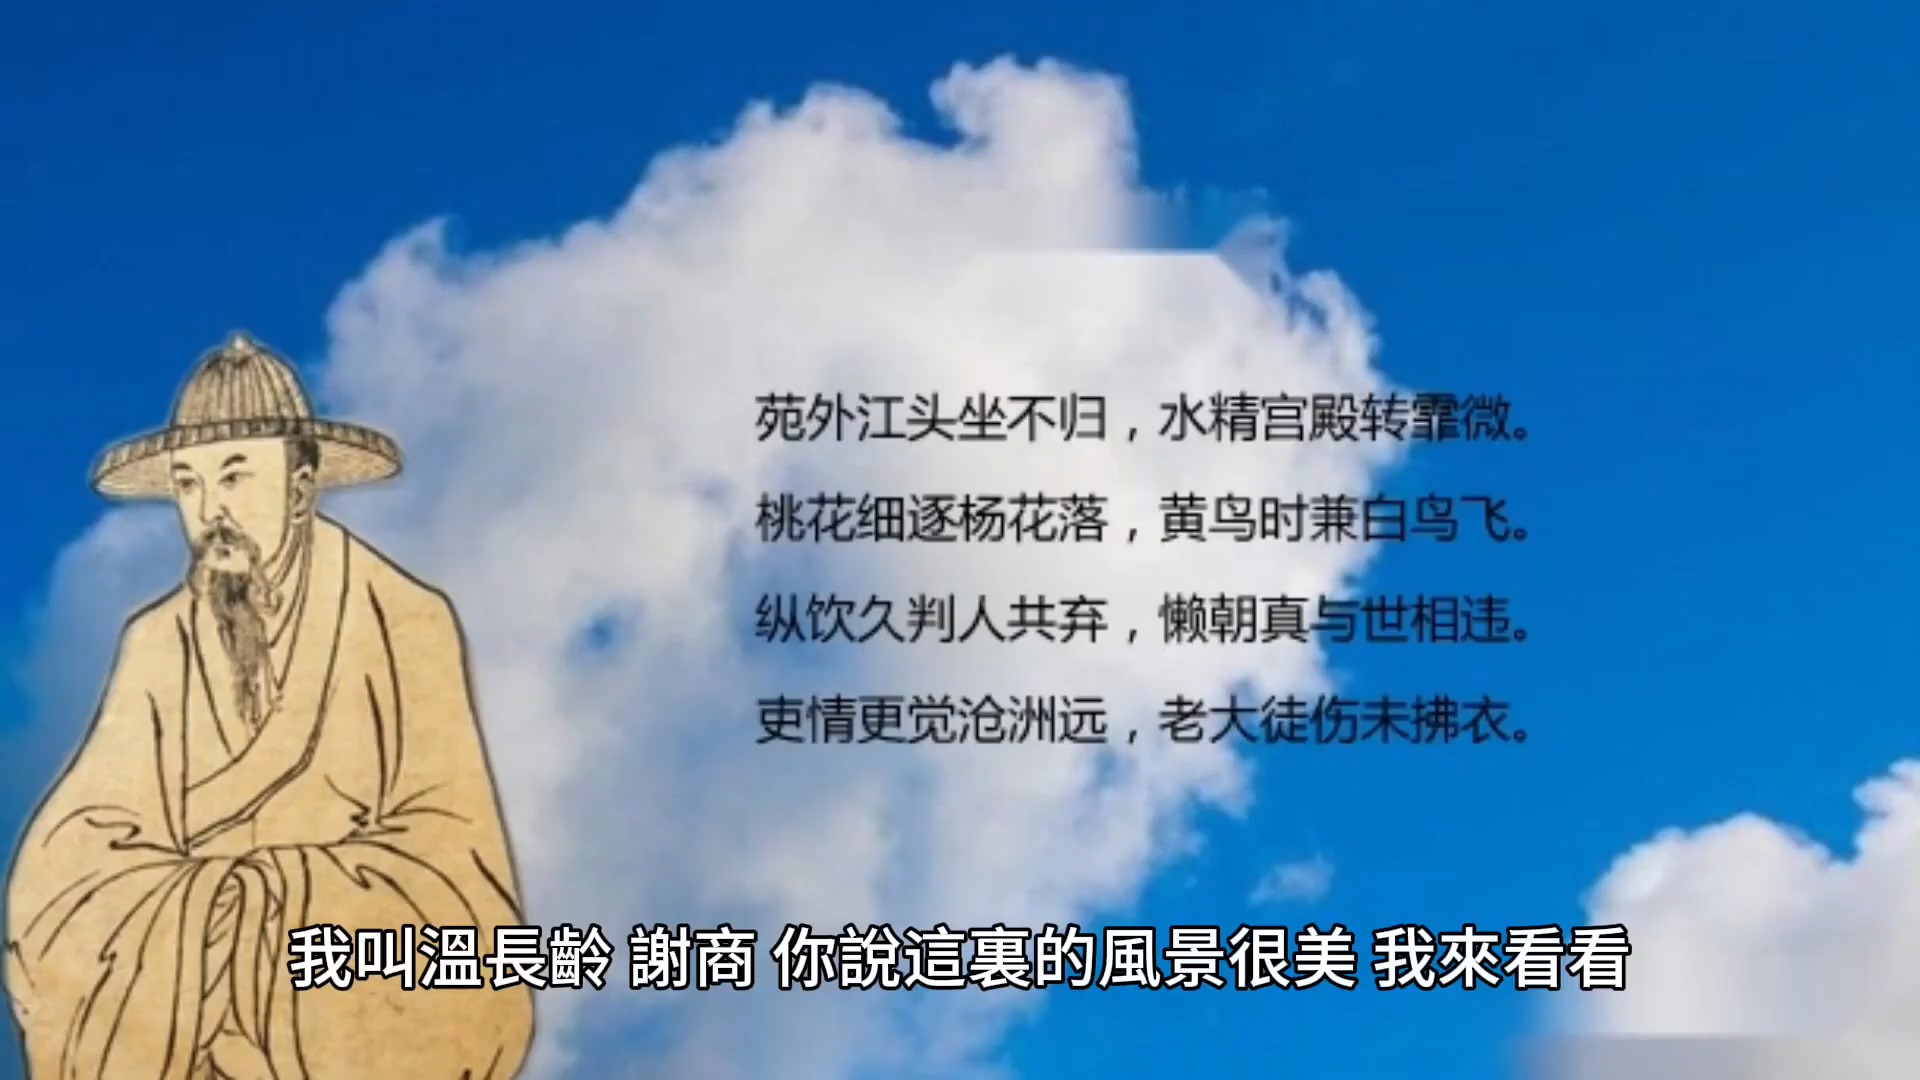 苑外江头坐不归，水精宫殿转霏微。
桃花细逐杨花落，黄鸟时兼白鸟飞。
纵饮久判人共弃，懒朝真与世相违。
吏情更觉沧洲远，老大徒伤未拂衣。
我叫溫長齡 謝商 你說這裏的風景很美 我來看看